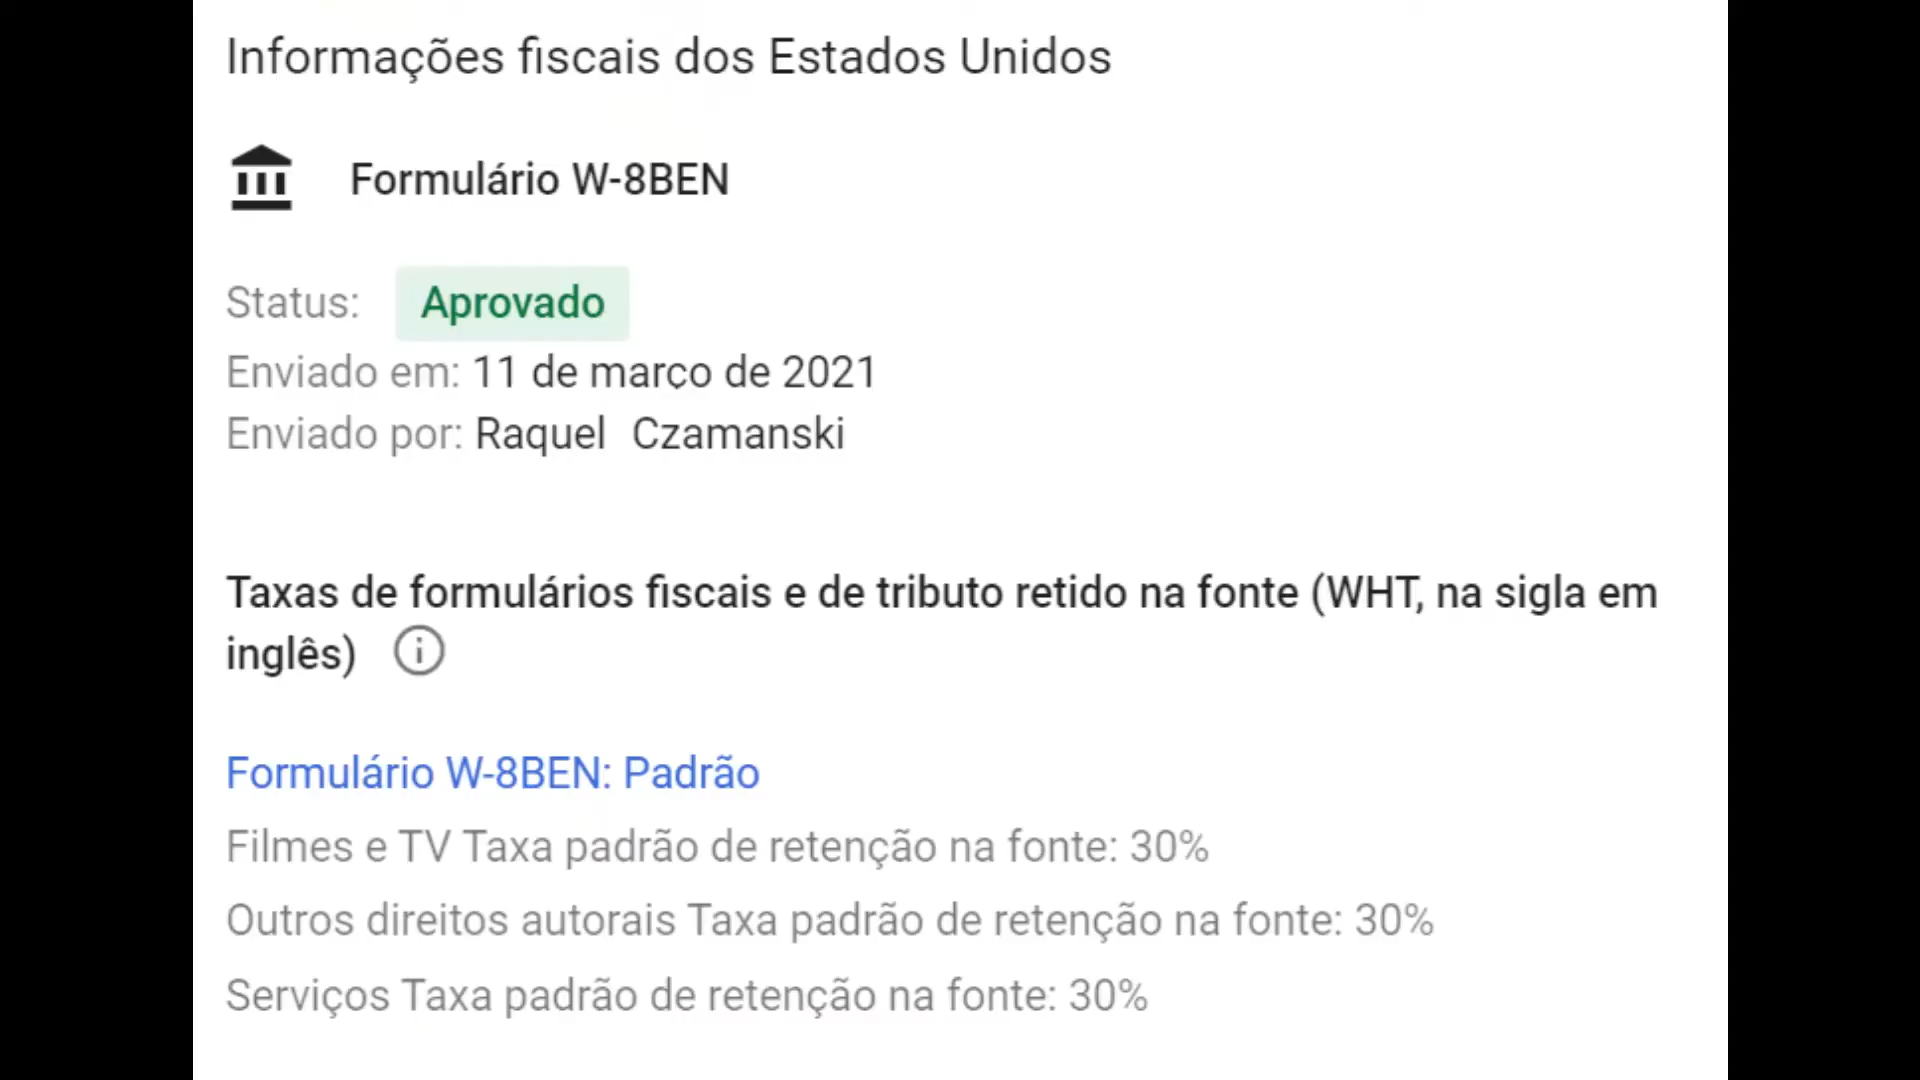 Informações fiscais dos Estados Unidos
Formulário W-8BEN
Status: Aprovado
Enviado em: 11 de março de 2021
Enviado por: Raquel Czamanski
Taxas de formulários fiscais e de tributo retido na fonte (WHT, na sigla em
inglês)
Formulário W-8BEN: Padrão
Filmes e TV Taxa padrão de retenção na fonte: 30%
Outros direitos autorais Taxa padrão de retenção na fonte: 30%
Serviços Taxa padrão de retenção na fonte: 30%